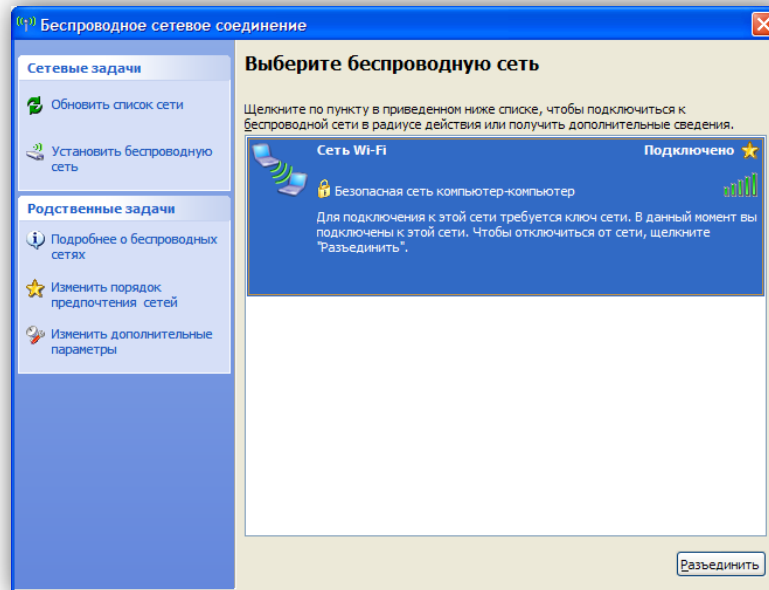 Беспроводное сетевое соединение
Сетевые задачи
Обновить список сети
Установить беспроводную
сеть
Родственные задачи
Подробнее о беспроводных
сетях
Изменить порядок
предпочтения сетей
Изменить дополнительные
параметры
Выберите беспроводную сеть
Щелкните по пункту в приведенном ниже списке, чтобы подключиться к
беспроводной сети в радиусе действия или получить дополнительные сведения.
Сеть Wi-Fi Подключено
Безопасная сеть компьютер-компьютер
Для подключения к этой сети требуется ключ сети. В данный момент вы
подключены к этой сети. Чтобы отключиться от сети, щелкните
"Разъединить".
Разъединить